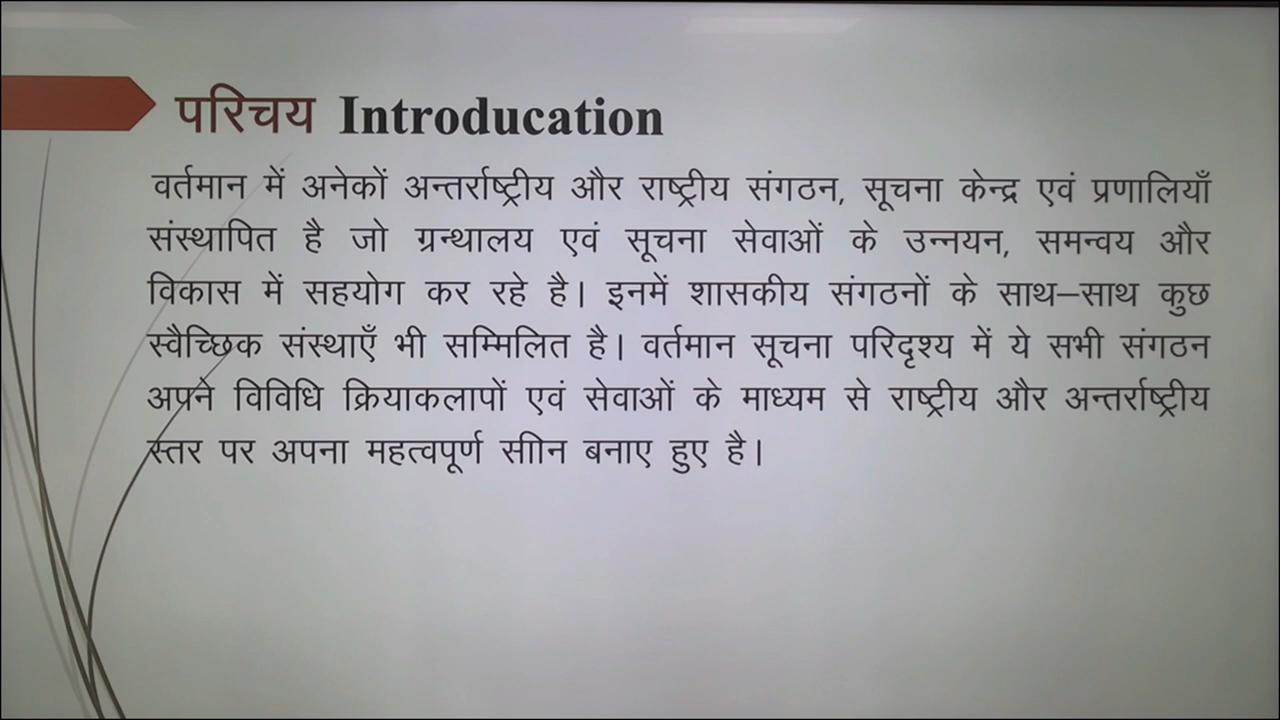 परिचय Introducation
वर्तमान में अनेकों अन्तर्राष्ट्रीय और राष्ट्रीय संगठन, सूचना केन्द्र एवं प्रणालियाँ
संस्थापित है जो ग्रन्थालय एवं सूचना सेवाओं के उन्नयन, समन्वय और
विकास में सहयोग कर रहे है। इनमें शासकीय संगठनों के साथ–साथ कुछ
स्वैच्छिक संस्थाएँ भी सम्मिलित है। वर्तमान सूचना परिदृश्य में ये सभी संगठन
अपने विविधि क्रियाकलापों एवं सेवाओं के माध्यम से राष्ट्रीय और अन्तर्राष्ट्रीय
स्तर पर अपना महत्वपूर्ण साीन बनाए हुए है।